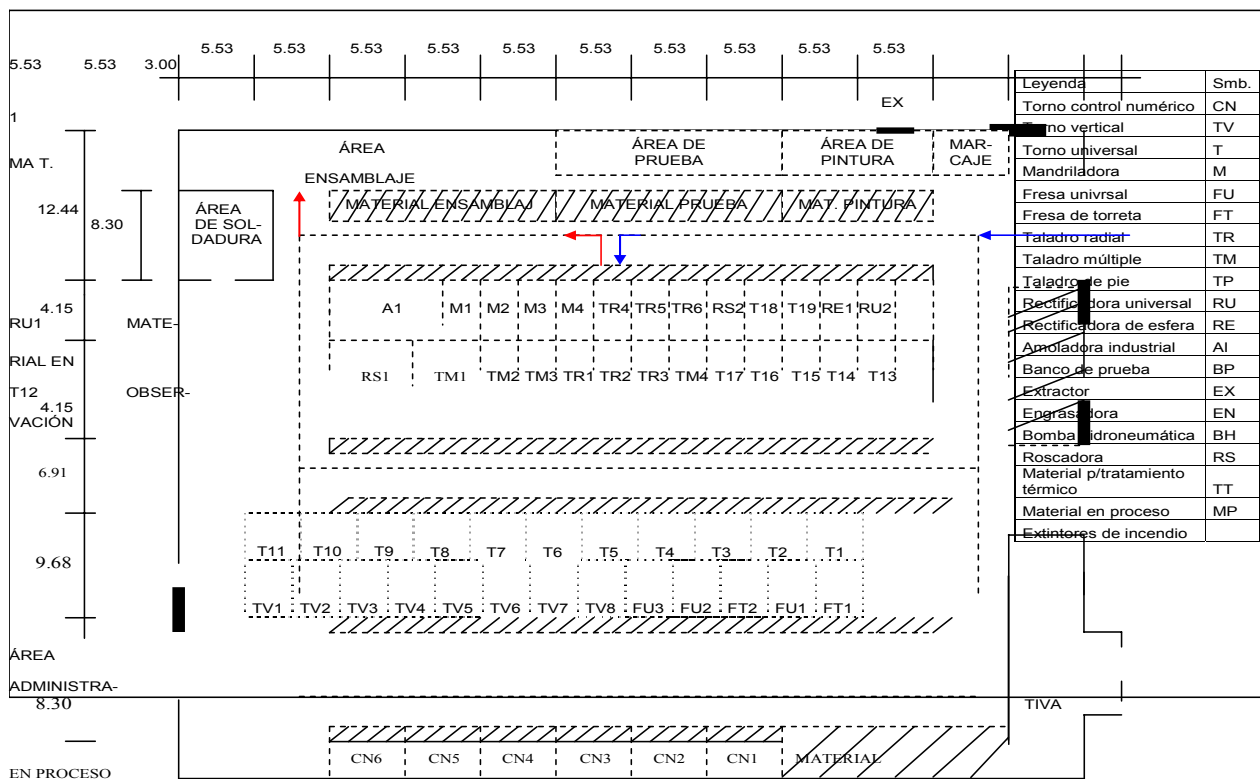 5.53 5.53 5.53 5.53 5.53 5.53 5.53 5.53 5.53 5.53
5.53 5.53 3.00
Leyenda Smb.
Torno control numérico CN
Torno vertical TV
Torno universal T
Mandriladora M
Fresa univrsal FU
Fresa de torreta FT
Taladro radial TR
Taladro múltiple TM
Taladro de pie TP
Rectificadora universal RU
Rectificadora de esfera RE
Amoladora industrial AI
Banco de prueba BP
Extractor EX
Engrasadora EN
Bomba hidroneumática BH
Roscadora RS
Material p/tratamiento
térmico TT
Material en proceso MP
Extintores de incendio
EX
1
ÁREA
ENSAMBLAJE
ÁREA DE
PRUEBA
ÁREA DE
PINTURA
MAR-
CAJE
MA T.
12.44
8.30
ÁREA
DE SOL-
DADURA
MATERIAL ENSAMBLAJ MATERIAL PRUEBA MAT. PINTURA
4.15
A1 M1 M2 M3 M4 TR4 TR5 TR6 RS2 T18 T19 RE1 RU2
RU1 MATE-
RIAL EN
RS1 TM1 TM2 TM3 TR1 TR2 TR3 TM4 T17 T16 T15 T14 T13
T12 OBSER-
4.15
VACIÓN
6.91
T11 T10 T9 T8 T7 T6 T5 T4 T3 T2 T1
9.68
TV1 TV2 TV3 TV4 TV5 TV6 TV7 TV8 FU3 FU2 FT2 FU1 FT1
ÁREA
ADMINISTRA-
8.30
TIVA
CN6 CN5 CN4 CN3 CN2 CN1 MATERIAL
EN PROCESO